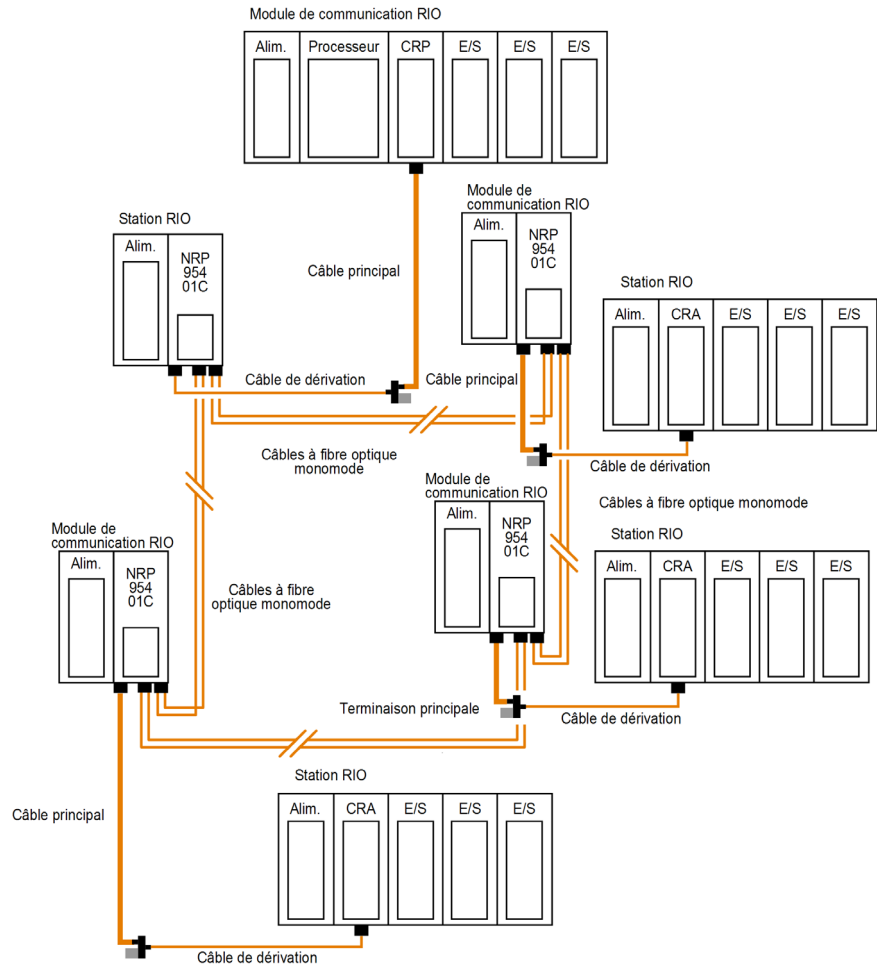 Module de communication RIO
Alim. Processeur CRP E/S E/S E/S
Module de
communication RIO
Alim.
NRP
954
01C
Station RIO
Alim.
NRP
954
01C
Câble principal
Station RIO
Alim. CRA E/S E/S E/S
Câble de dérivation
Câble principal
Câbles à fibre optique
monomode
Câble de dérivation
Module de
communication RIO
Alim.
NRP
954
01C
Câbles à fibre optique monomode
Station RIO
Alim. CRA E/S E/S E/S
Module de
communication RIO
Alim.
NRP
954
01C
Câbles à fibre
optique monomode
Terminaison principale
Câble de dérivation
Station RIO
Alim. CRA E/S E/S E/S
Câble principal
Câble de dérivation